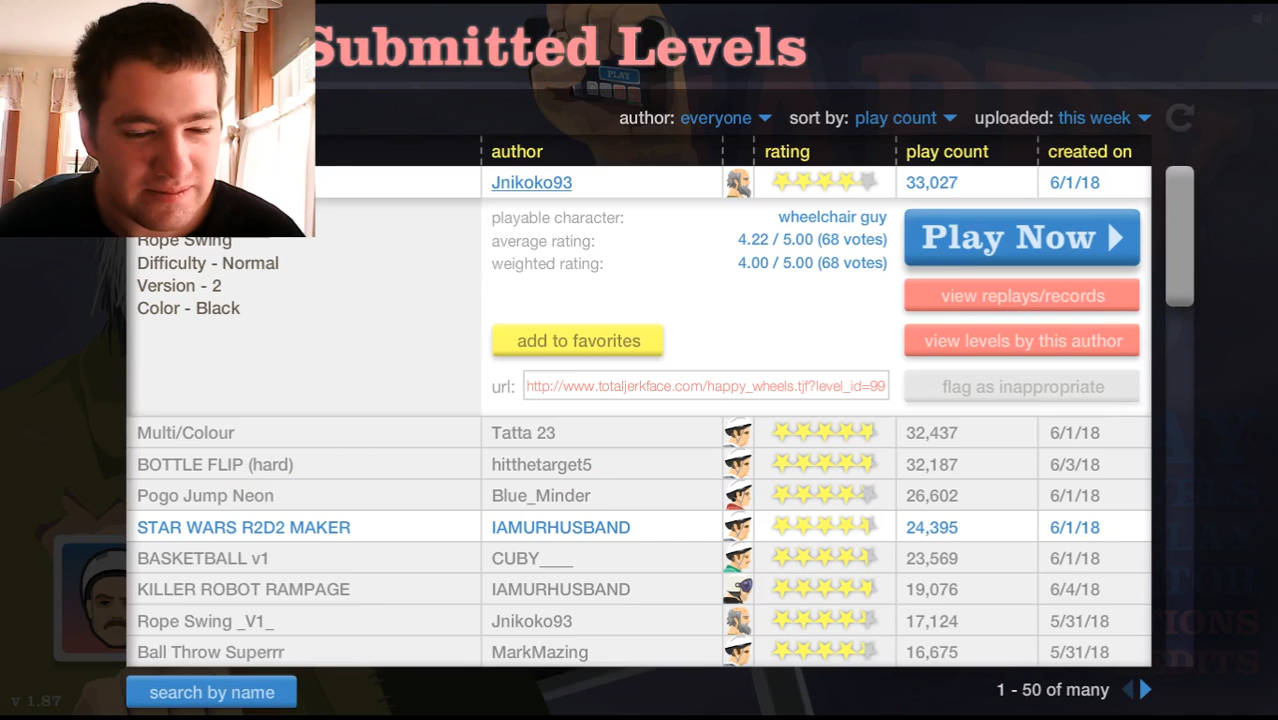 Submitted Levels
PLAY
author: everyone sort by: play count uploaded: this week
author rating play count created on
Jnikoko93 33,027 6/1/18
playable character: wheelchair guy
average rating: 4.22 / 5.00 (68 votes)
weighted rating: 4.00 / 5.00 (68 votes)
Rope Swing
Difficulty - Normal
Version - 2
Color - Black
Play Now
view replays/records
add to favorites
view levels by this author
url: http://www.totaljerkface.com/happy_wheels.tjf?level_id=99
flag as inappropriate
Multi/Colour Tatta 23 32,437 6/1/18
BOTTLE FLIP (hard) hitthetarget5 32,187 6/3/18
Pogo Jump Neon Blue_Minder 26,602 6/1/18
STAR WARS R2D2 MAKER IAMURHUSBAND 24,395 6/1/18
BASKETBALL v1 CUBY____ 23,569 6/1/18
KILLER ROBOT RAMPAGE IAMURHUSBAND 19,076 6/4/18
Rope Swing _V1_ Jnikoko93 17,124 5/31/18
Ball Throw Superrr MarkMazing 16,675 5/31/18
search by name
1 - 50 of many
v 1.87